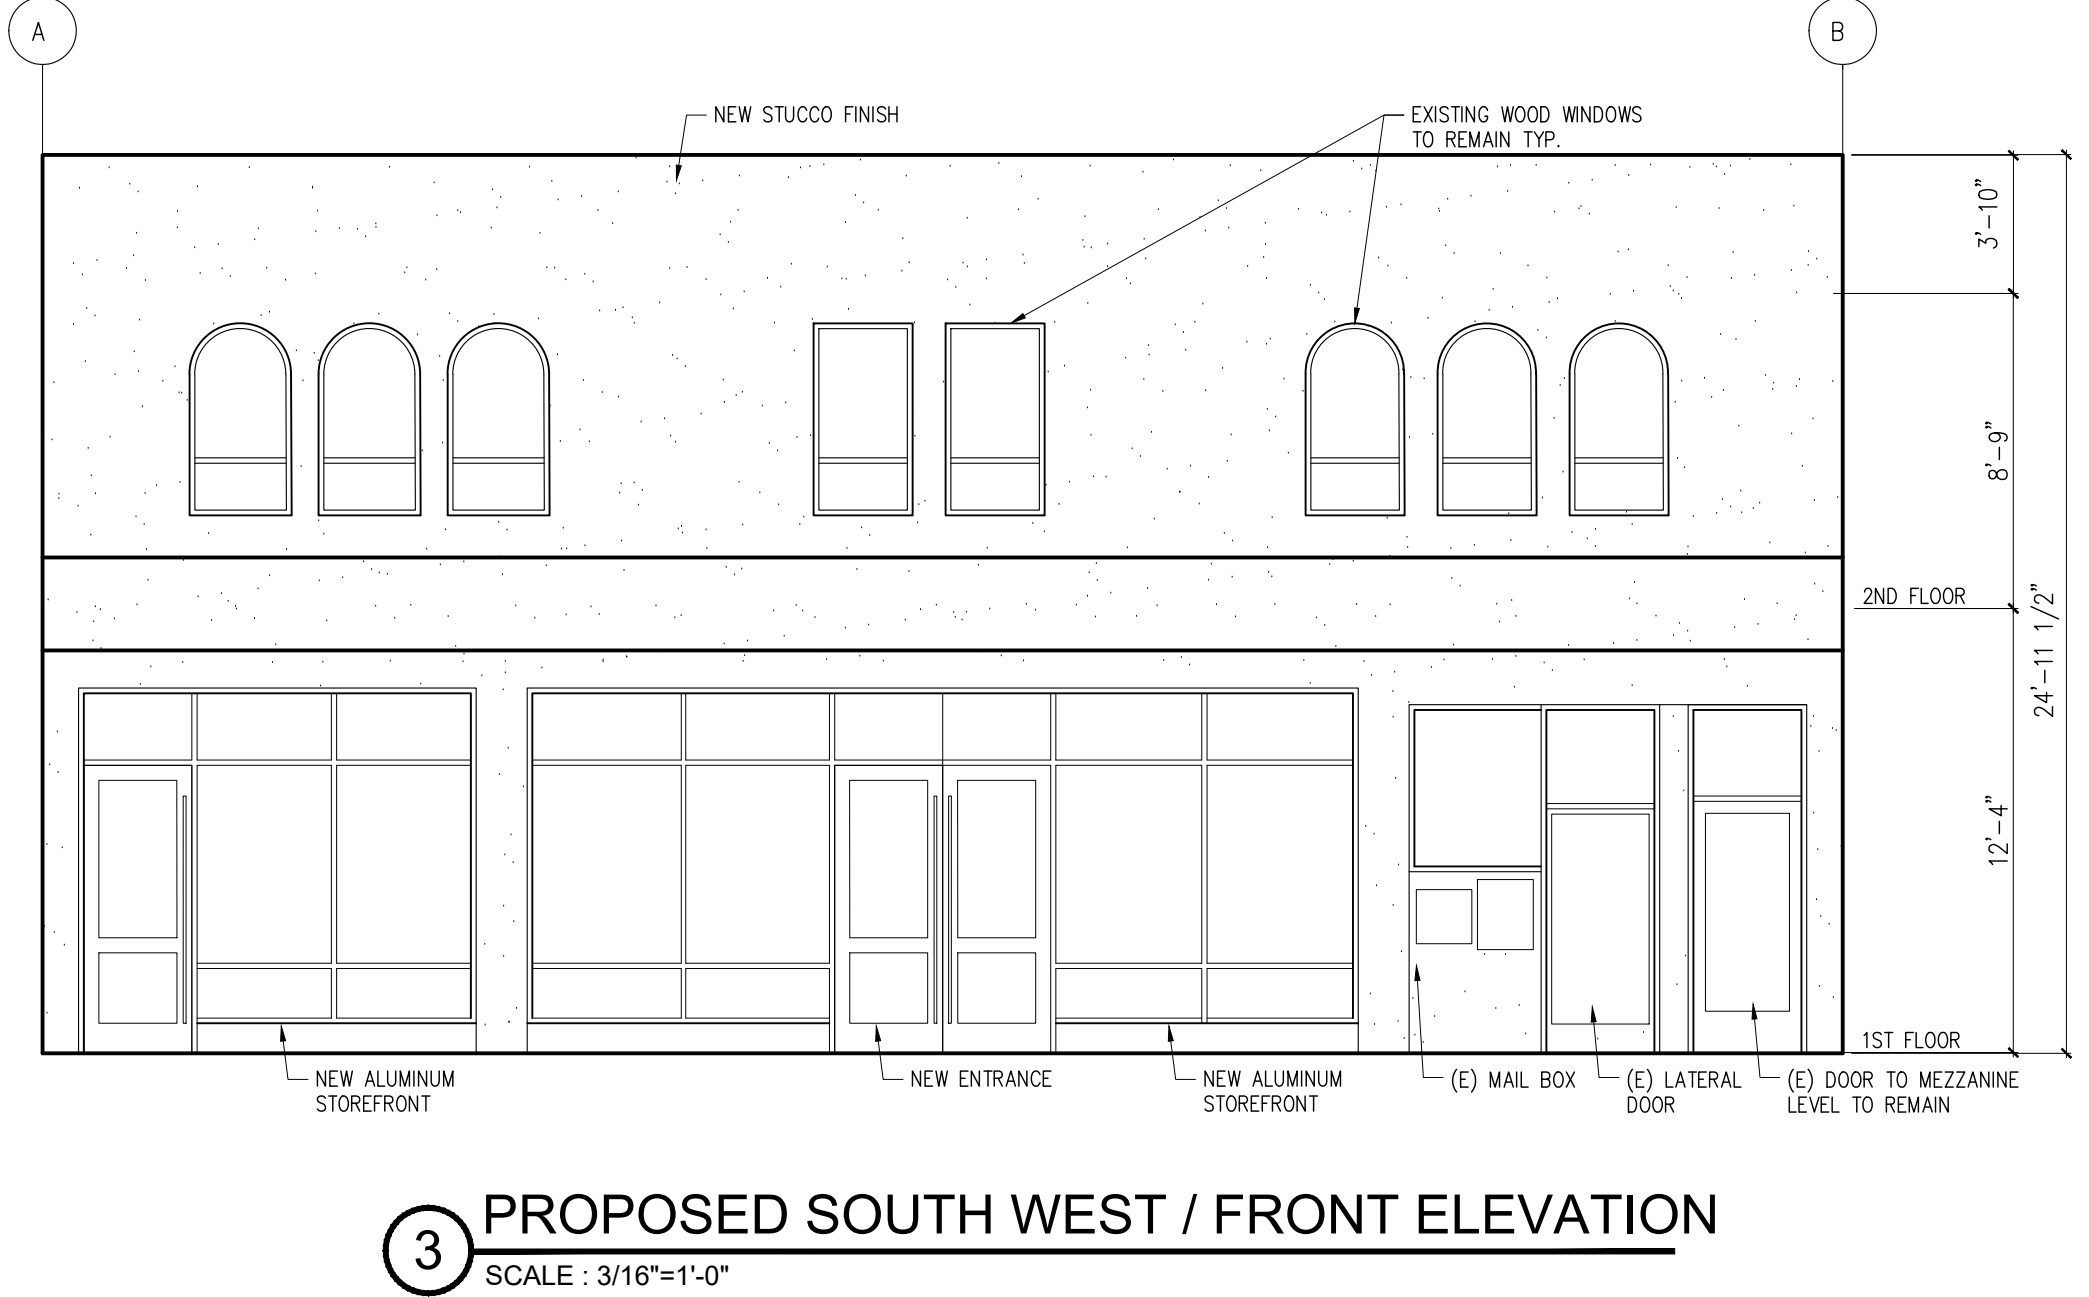 A
B
NEW STUCCO FINISH
EXISTING WOOD WINDOWS
TO REMAIN TYP.
3'-10"
8'-9"
2ND FLOOR
24'-11 1/2"
12'-4"
1ST FLOOR
NEW ALUMINUM
STOREFRONT
NEW ENTRANCE
NEW ALUMINUM
STOREFRONT
(E) MAIL BOX
(E) LATERAL
DOOR
(E) DOOR TO MEZZANINE
LEVEL TO REMAIN
3
PROPOSED SOUTH WEST / FRONT ELEVATION
SCALE : 3/16"=1'-0"